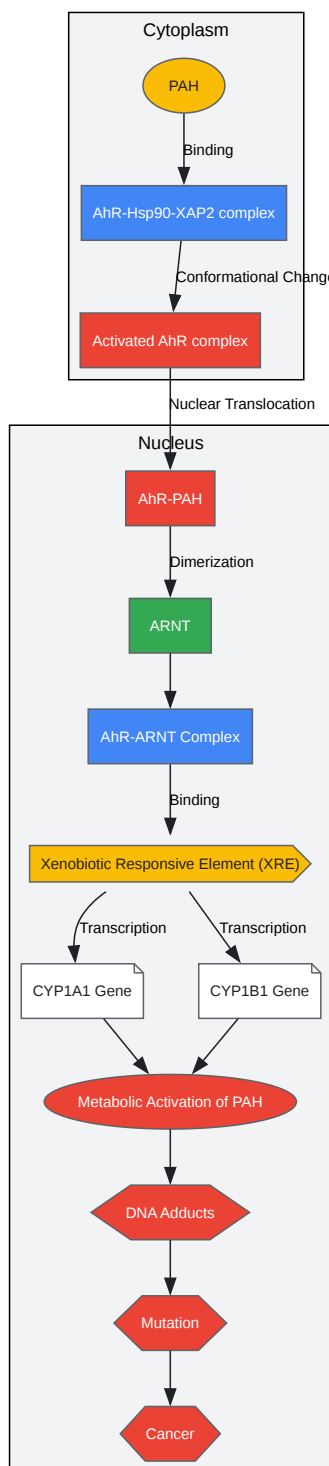 Cytoplasm
PAH
Binding
AhR-Hsp90-XAP2 complex
Conformational Change
Activated AhR complex
Nuclear Translocation
Nucleus
AhR-PAH
Dimerization
ARNT
AhR-ARNT Complex
Binding
Xenobiotic Responsive Element (XRE)
Transcription
Transcription
CYP1A1 Gene
CYP1B1 Gene
Metabolic Activation of PAH
DNA Adducts
Mutation
Cancer